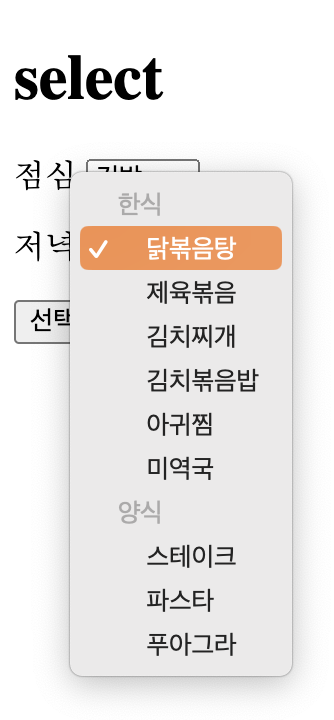 select
점심
저녁
선택
한식
✓ 닭볶음탕
제육볶음
김치찌개
김치볶음밥
아귀찜
미역국
양식
스테이크
파스타
푸아그라